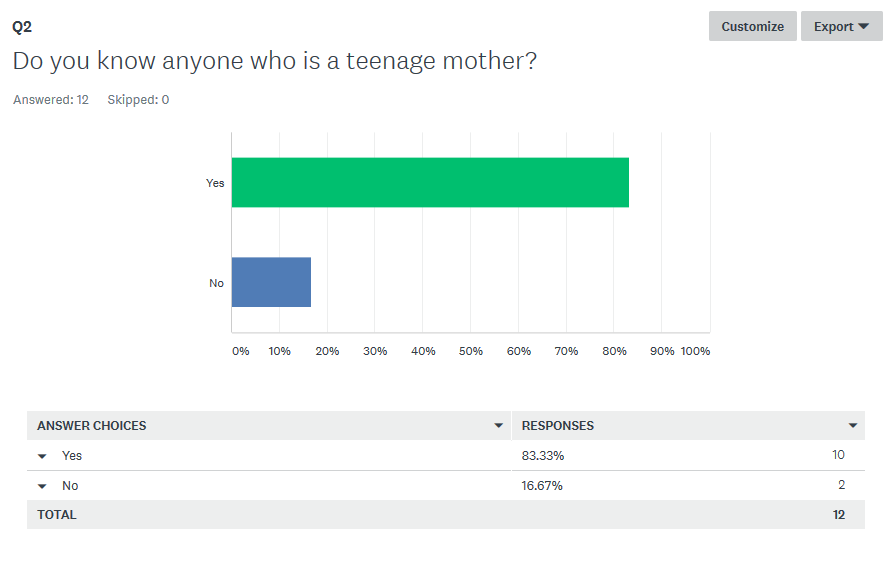 Q2
Customize
Export
Do you know anyone who is a teenage mother?
Answered: 12 Skipped: 0
Yes
No
0% 10% 20% 30% 40% 50% 60% 70% 80% 90% 100%
ANSWER CHOICES RESPONSES
Yes 83.33% 10
No 16.67% 2
TOTAL 12